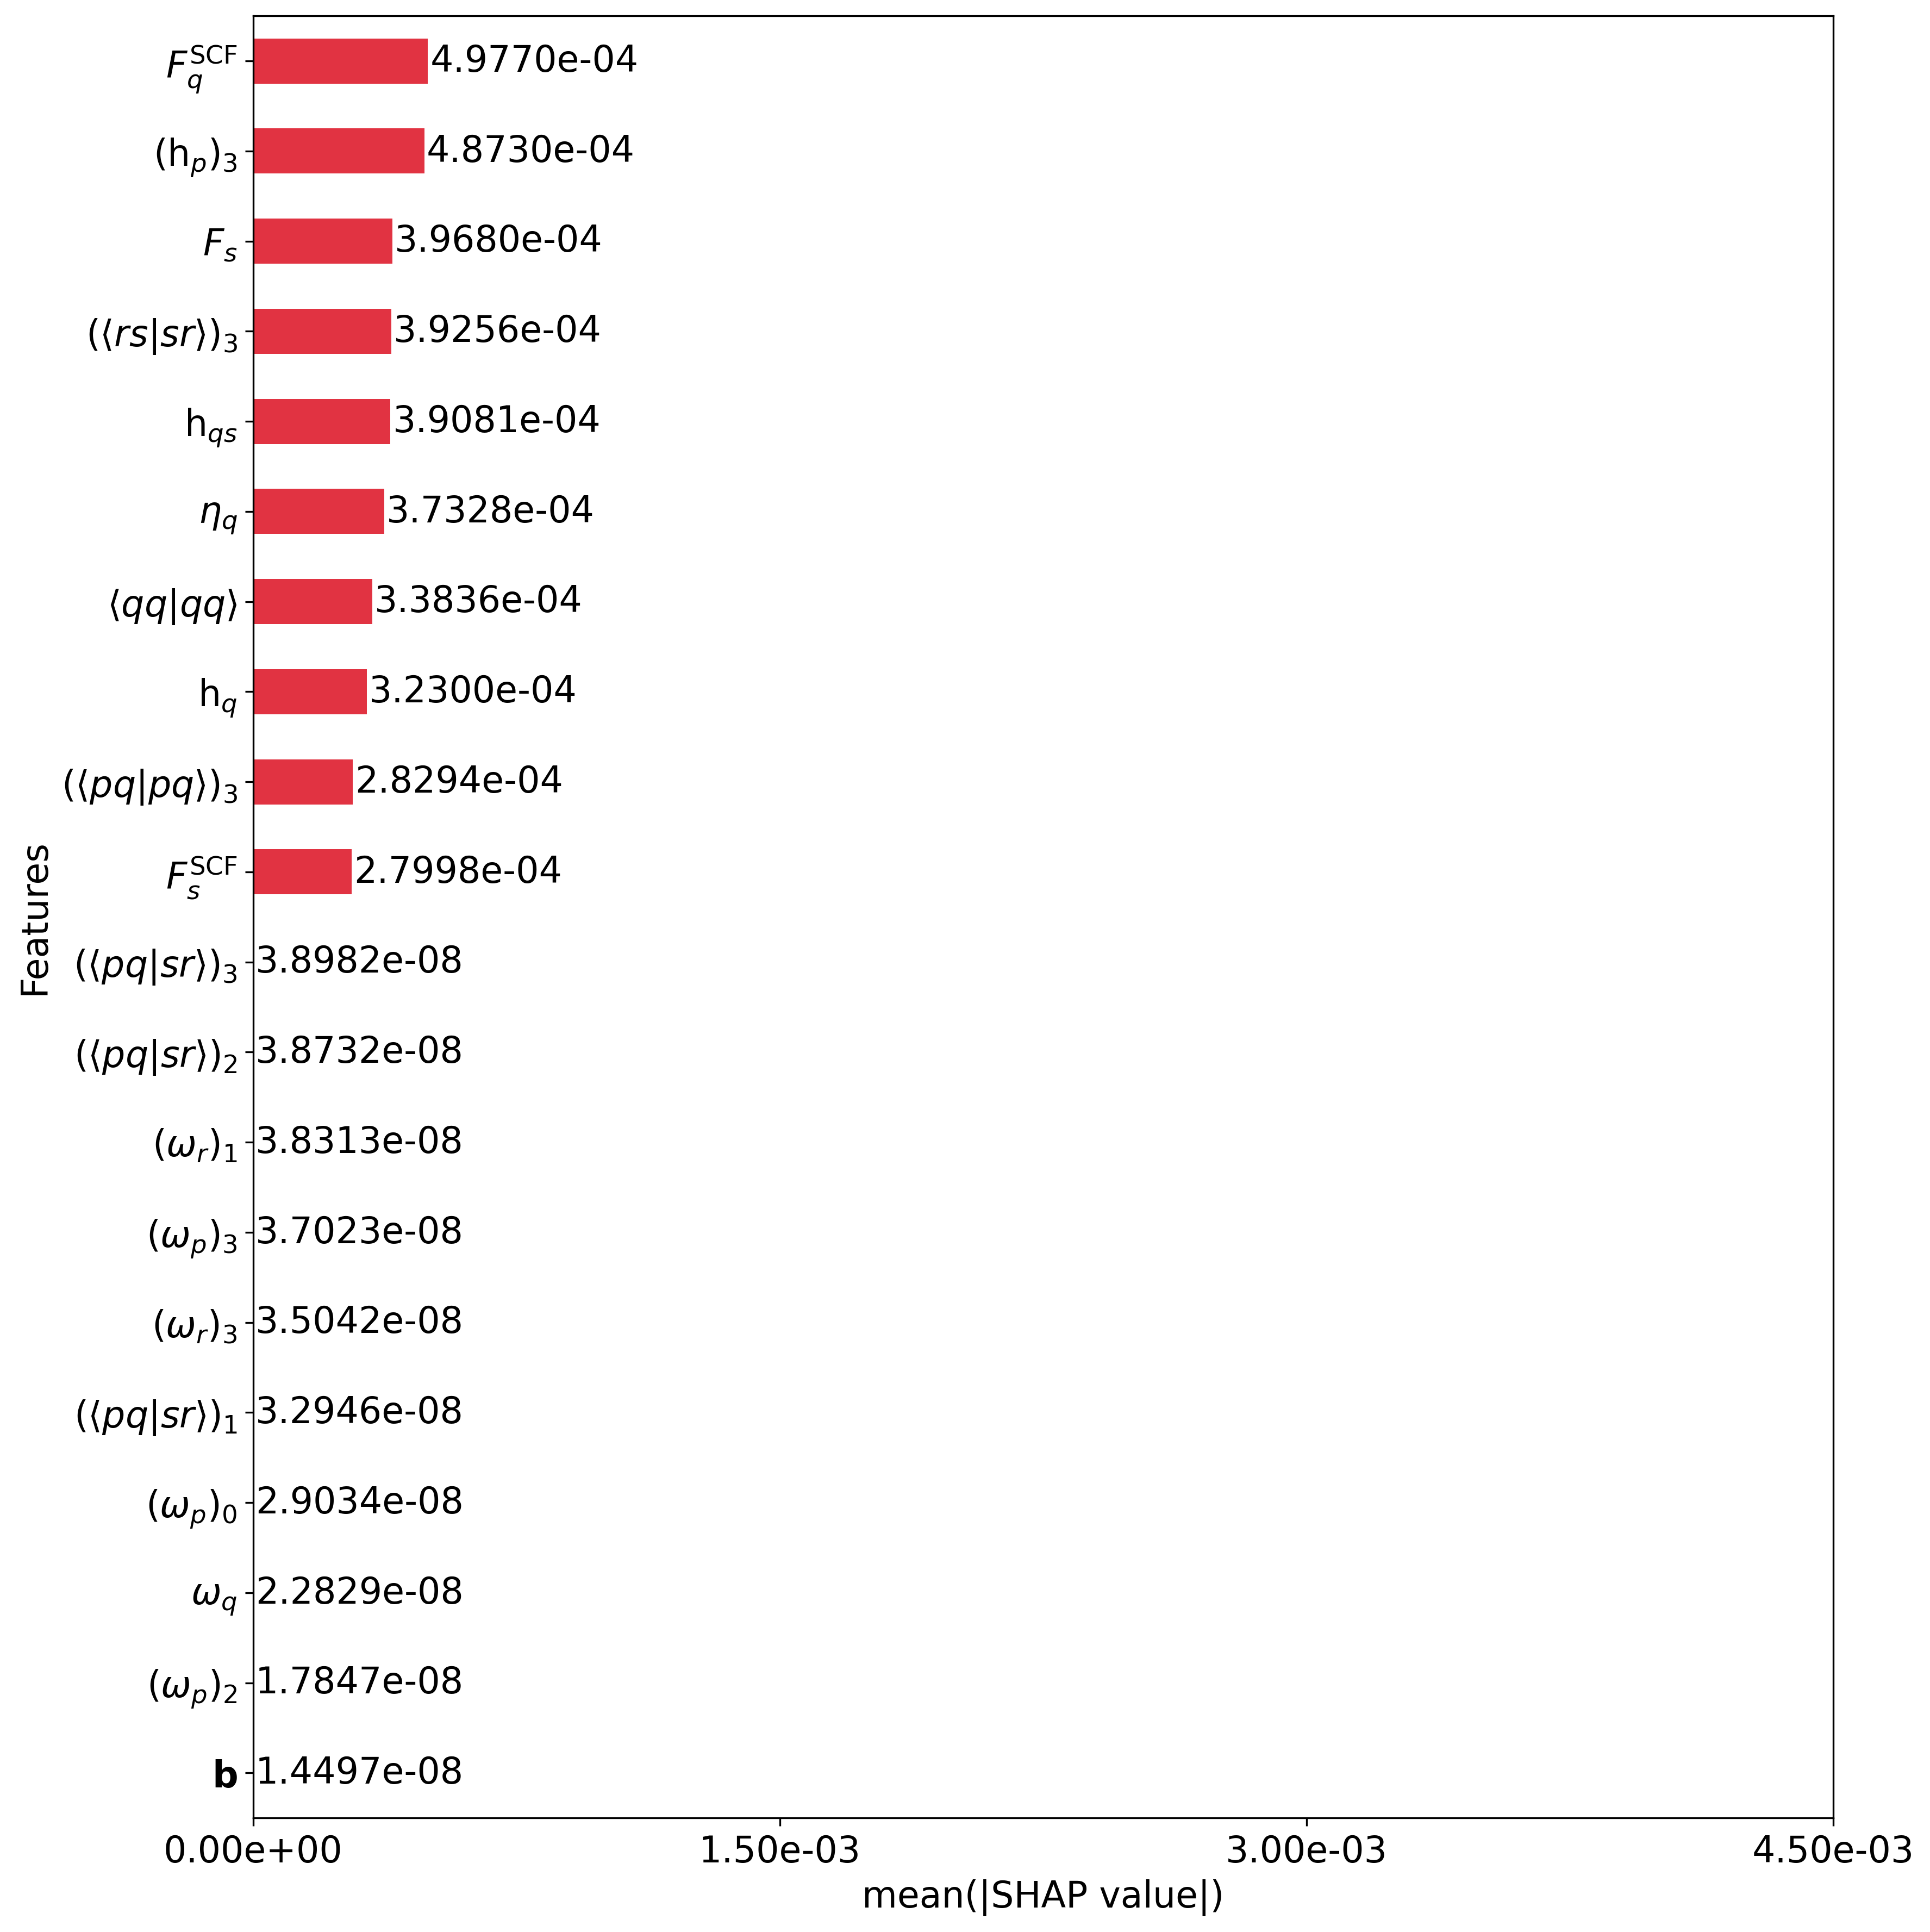 F_q^SCF 4.9770e-04
(h_p)_3 4.8730e-04
F_s 3.9680e-04
(⟨rs|sr⟩)_3 3.9256e-04
h_qs 3.9081e-04
η_q 3.7328e-04
⟨qq|qq⟩ 3.3836e-04
h_q 3.2300e-04
(⟨pq|pq⟩)_3 2.8294e-04
F_s^SCF 2.7998e-04
(⟨pq|sr⟩)_3 3.8982e-08
(⟨pq|sr⟩)_2 3.8732e-08
(ω_r)_1 3.8313e-08
(ω_p)_3 3.7023e-08
(ω_r)_3 3.5042e-08
(⟨pq|sr⟩)_1 3.2946e-08
(ω_p)_0 2.9034e-08
ω_q 2.2829e-08
(ω_p)_2 1.7847e-08
b 1.4497e-08
Features
0.00e+00 1.50e-03 3.00e-03 4.50e-03
mean(|SHAP value|)